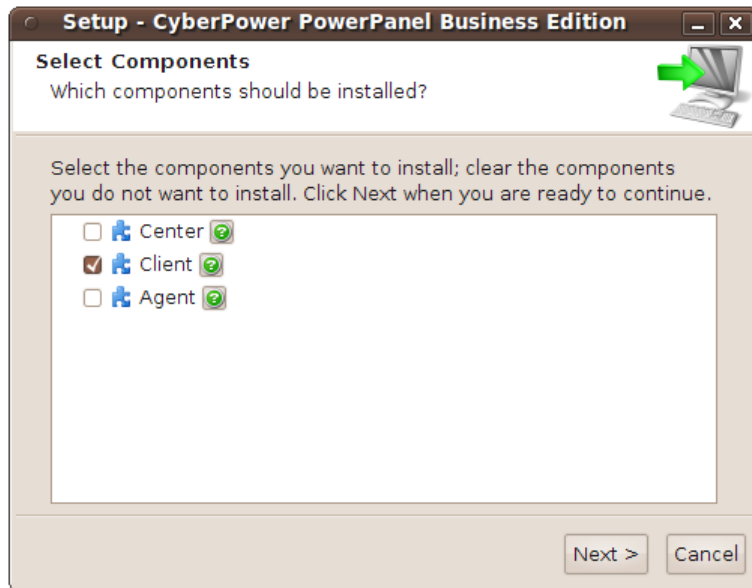 Setup - CyberPower PowerPanel Business Edition
Select Components
Which components should be installed?
Select the components you want to install; clear the components
you do not want to install. Click Next when you are ready to continue.
Center
Client
Agent
Next >
Cancel